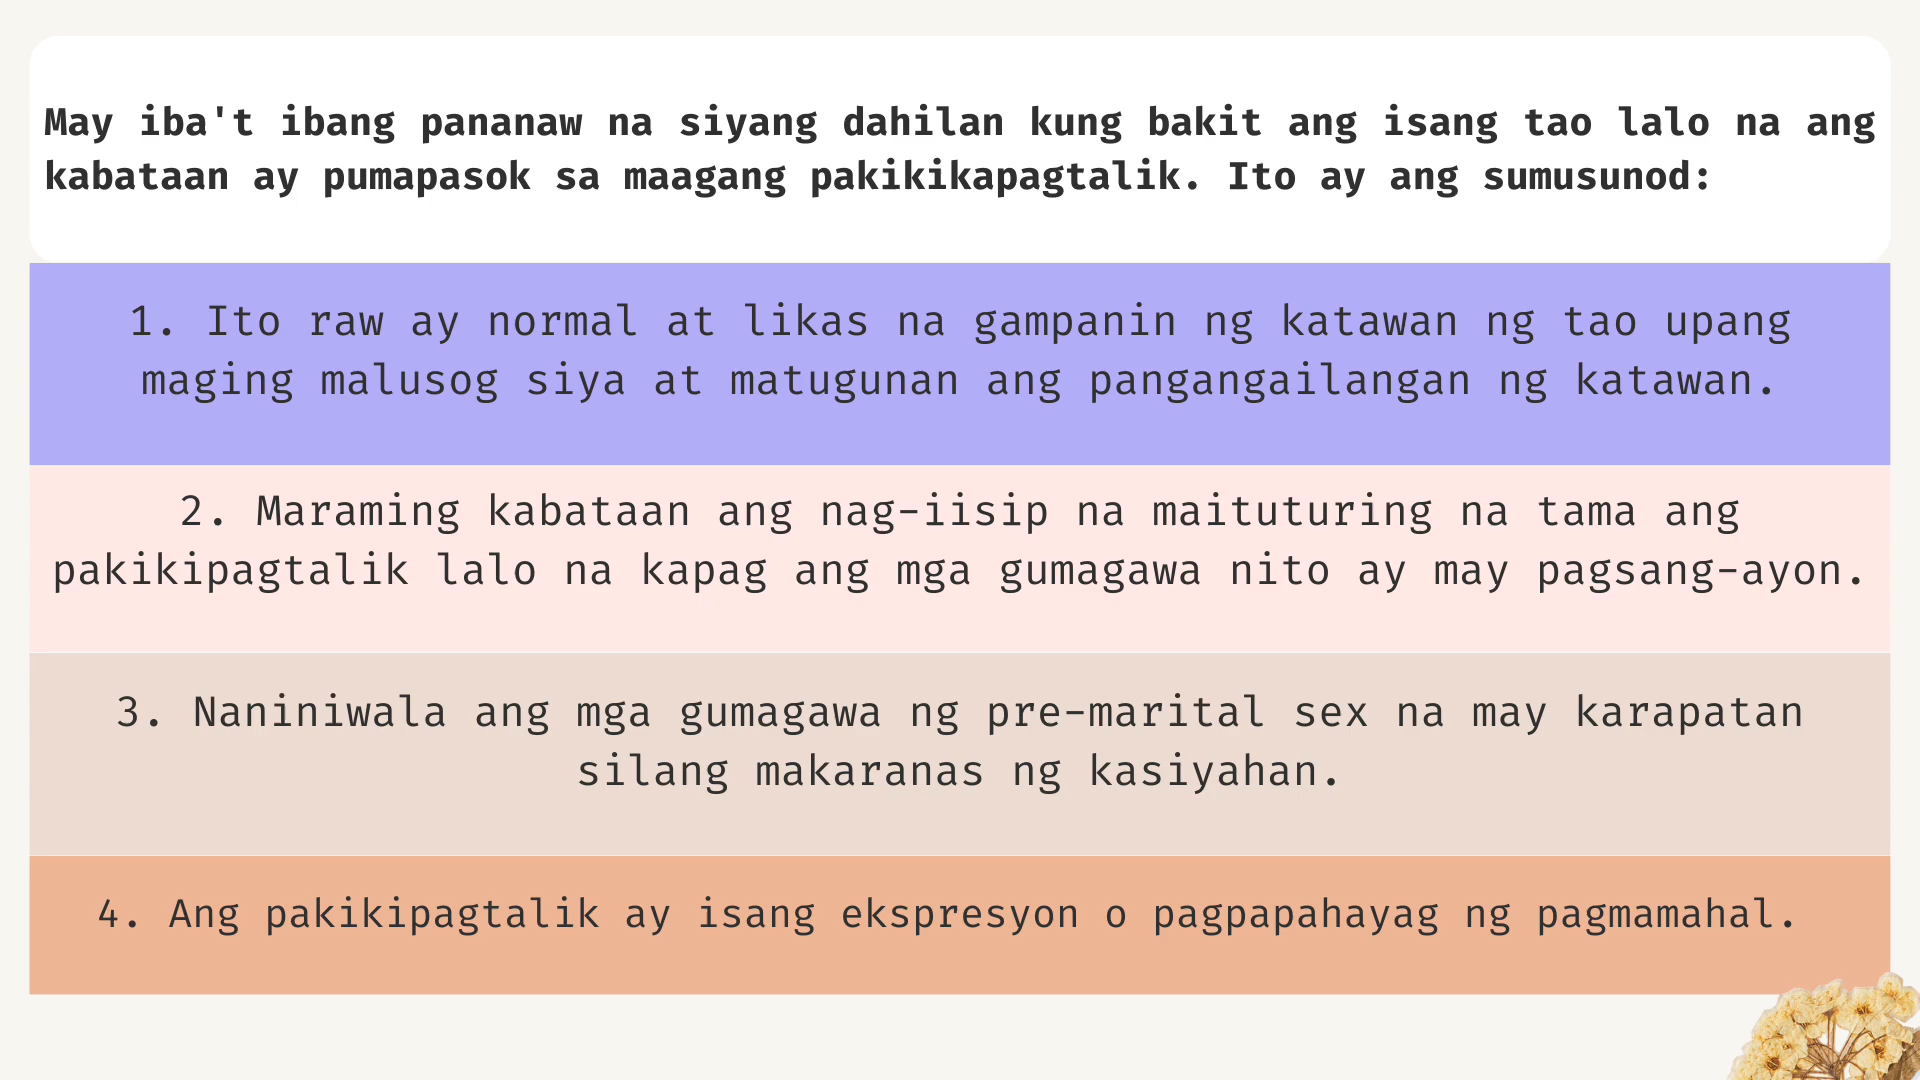 May iba't ibang pananaw na siyang dahilan kung bakit ang isang tao lalo na ang
kabataan ay pumapasok sa maagang pakikikapagtalik. Ito ay ang sumusunod:
1. Ito raw ay normal at likas na gampanin ng katawan ng tao upang
maging malusog siya at matugunan ang pangangailangan ng katawan.
2. Maraming kabataan ang nag-iisip na maituturing na tama ang
pakikipagtalik lalo na kapag ang mga gumagawa nito ay may pagsang-ayon.
3. Naniniwala ang mga gumagawa ng pre-marital sex na may karapatan
silang makaranas ng kasiyahan.
4. Ang pakikipagtalik ay isang ekspresyon o pagpapahayag ng pagmamahal.